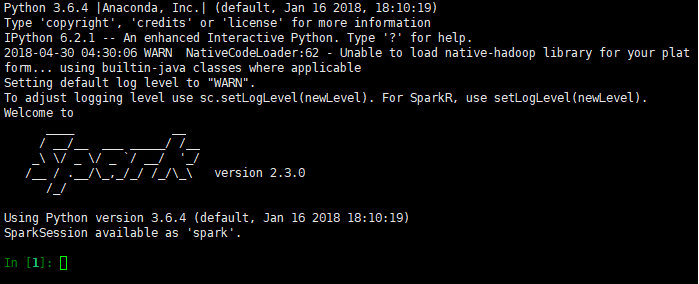 Python 3.6.4 |Anaconda, Inc.| (default, Jan 16 2018, 18:10:19)
Type 'copyright', 'credits' or 'license' for more information
IPython 6.2.1 -- An enhanced Interactive Python. Type '?' for help.
2018-04-30 04:30:06 WARN  NativeCodeLoader:62 - Unable to load native-hadoop library for your plat
form... using builtin-java classes where applicable
Setting default log level to "WARN".
To adjust logging level use sc.setLogLevel(newLevel). For SparkR, use setLogLevel(newLevel).
Welcome to
      ____              __
     / __/__  ___ _____/ /__
    _\ \/ _ \/ _ `/ __/  '_/
   /__ / .__/\_,_/_/ /_/\_\   version 2.3.0
      /_/
Using Python version 3.6.4 (default, Jan 16 2018 18:10:19)
SparkSession available as 'spark'.
In [1]: